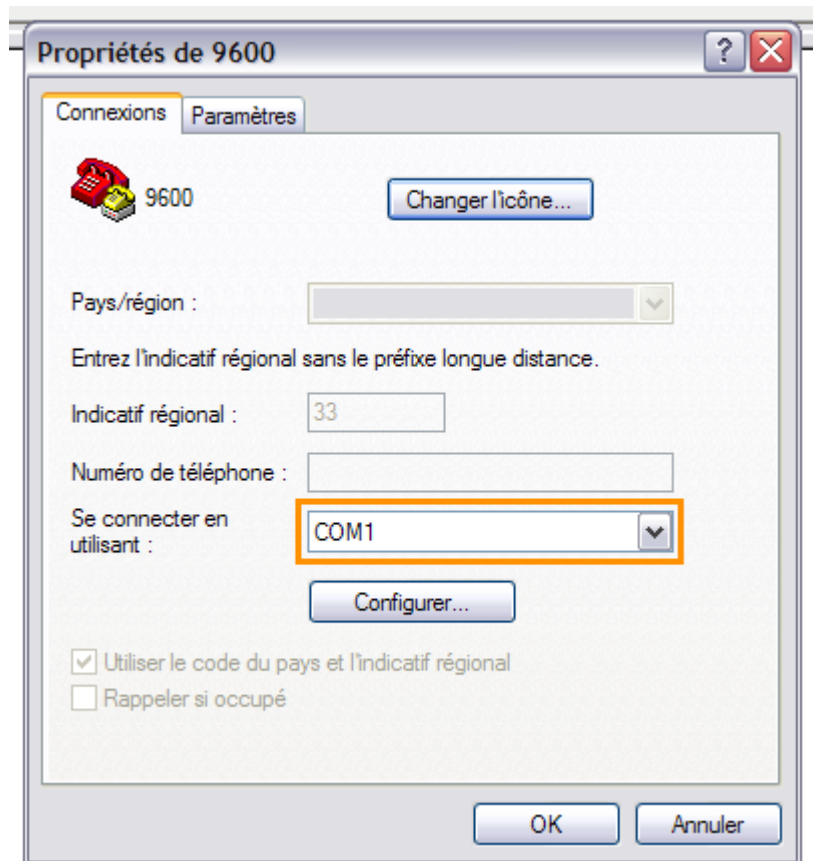 Propriétés de 9600
?
Connexions
Paramètres
9600
Changer l'icône...
Pays/région :
Entrez l'indicatif régional sans le préfixe longue distance.
Indicatif régional :
33
Numéro de téléphone :
Se connecter en
utilisant :
COM1
Configurer...
Utiliser le code du pays et l'indicatif régional
Rappeler si occupé
OK
Annuler